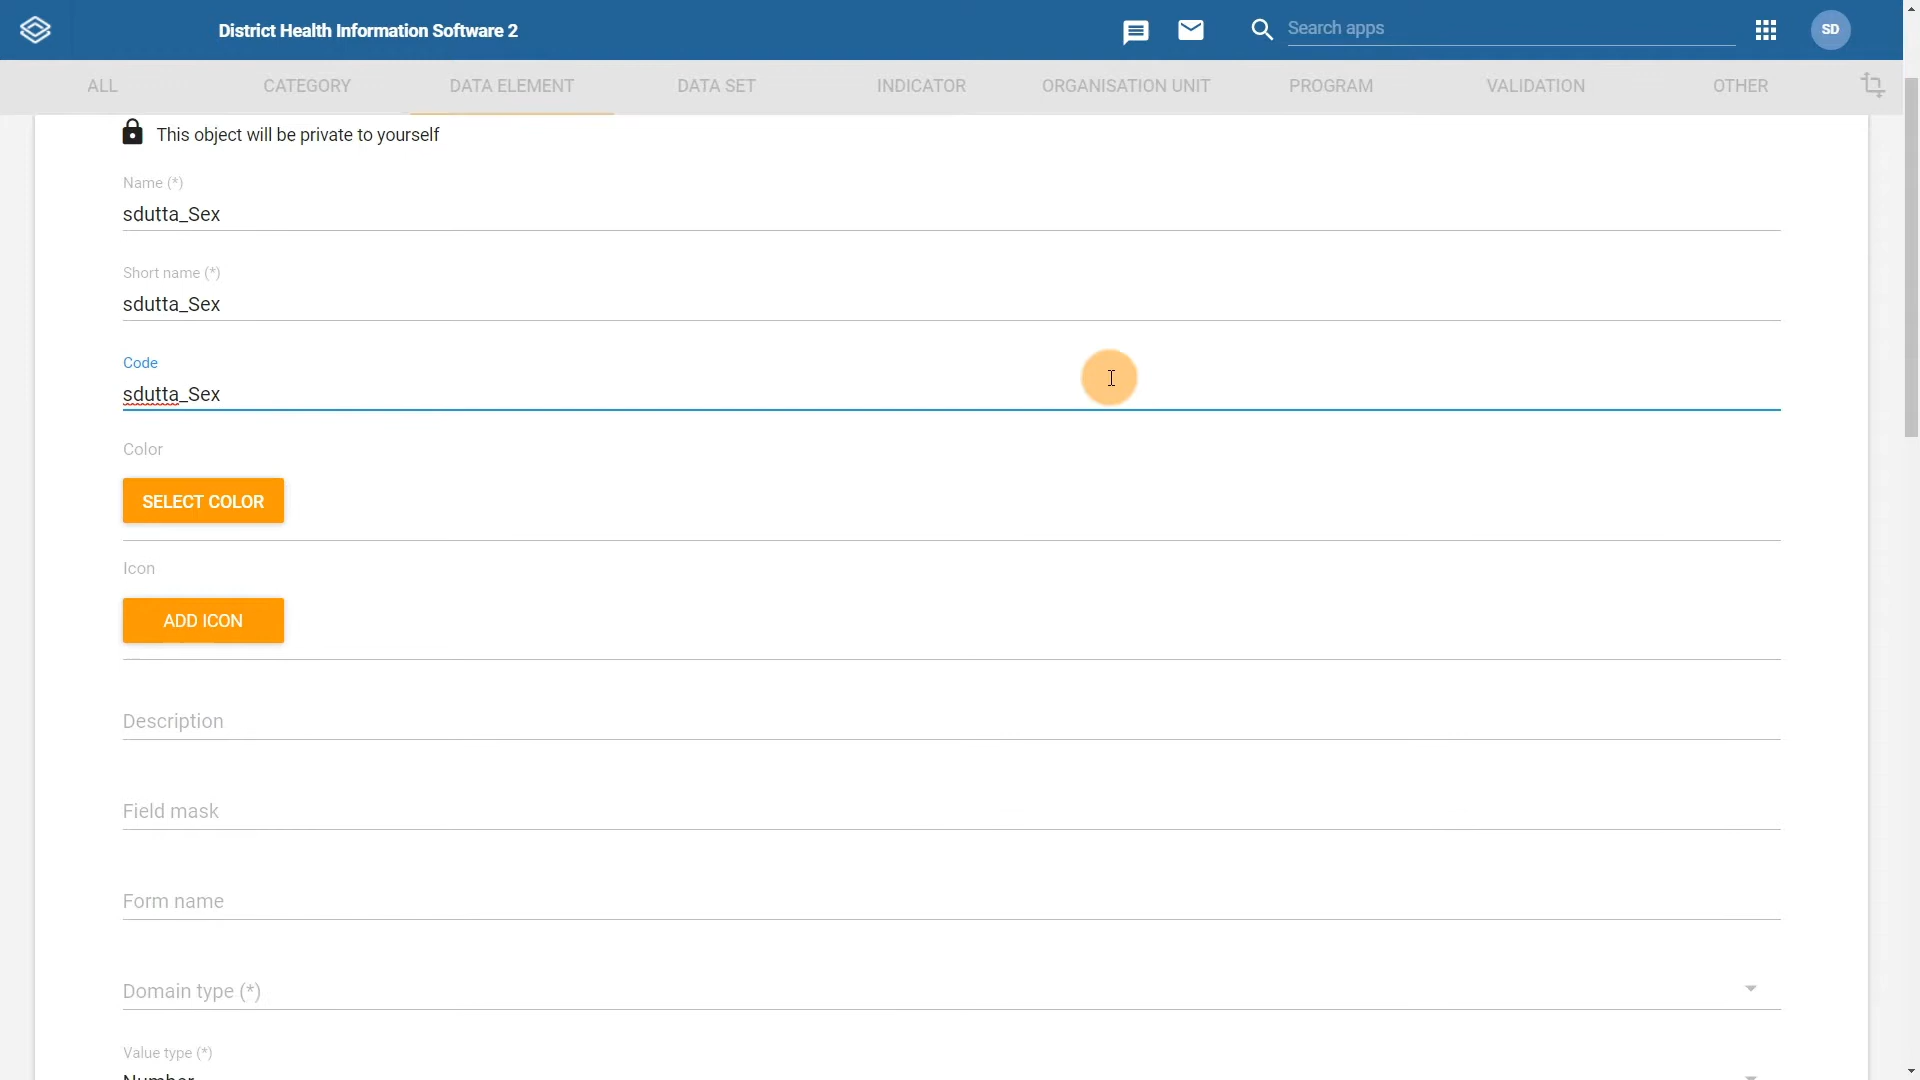 District Health Information Software 2
Search apps
SD
ALL
CATEGORY
DATA ELEMENT
DATA SET
INDICATOR
ORGANISATION UNIT
PROGRAM
VALIDATION
OTHER
This object will be private to yourself
Name (*)
sdutta_Sex
Short name (*)
sdutta_Sex
Code
sdutta_Sex
Color
SELECT COLOR
Icon
ADD ICON
Description
Field mask
Form name
Domain type (*)
Value type (*)
Number